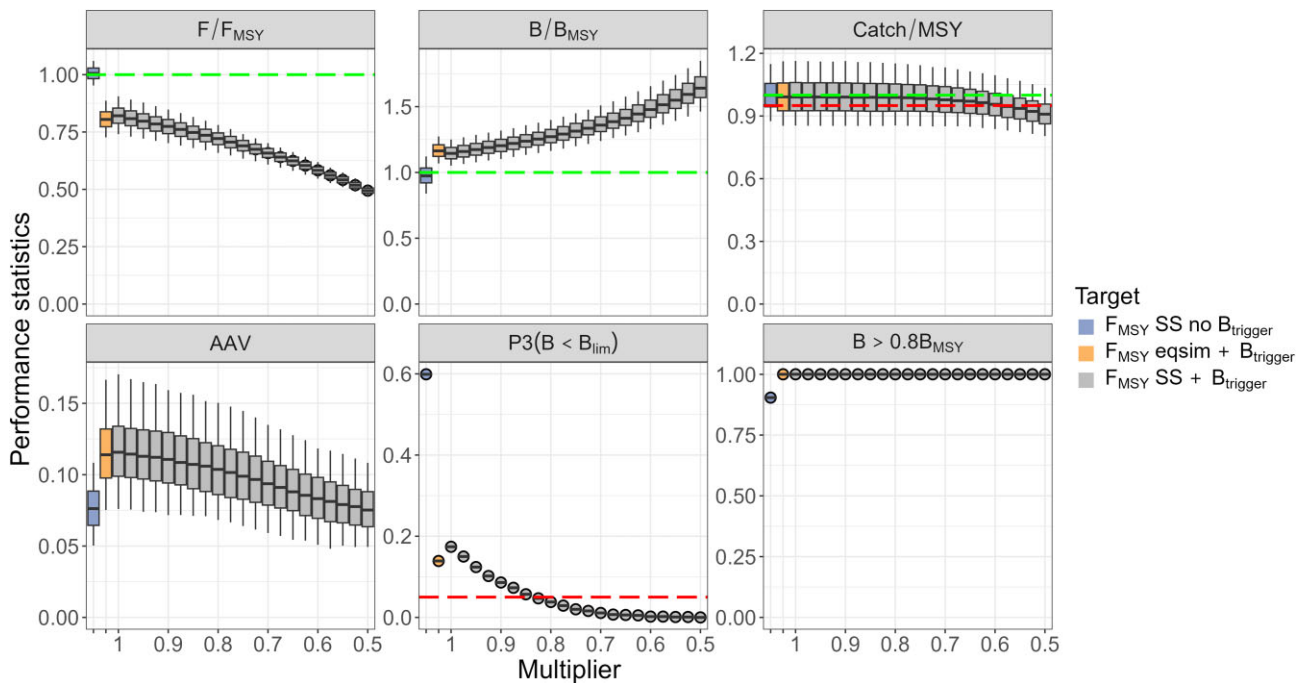 F/F_MSY
B/B_MSY
Catch/MSY
1.00
0.75
0.50
0.25
0.00
1.5
1.0
0.5
0.0
1.2
0.9
0.6
0.3
0.0
Performance statistics
AAV
P3(B < B_lim)
B > 0.8B_MSY
0.15
0.10
0.05
0.00
0.6
0.4
0.2
0.0
1.00
0.75
0.50
0.25
0.00
1 0.9 0.8 0.7 0.6 0.5
1 0.9 0.8 0.7 0.6 0.5
1 0.9 0.8 0.7 0.6 0.5
Multiplier
Target
F_MSY SS no B_trigger
F_MSY eqsim + B_trigger
F_MSY SS + B_trigger